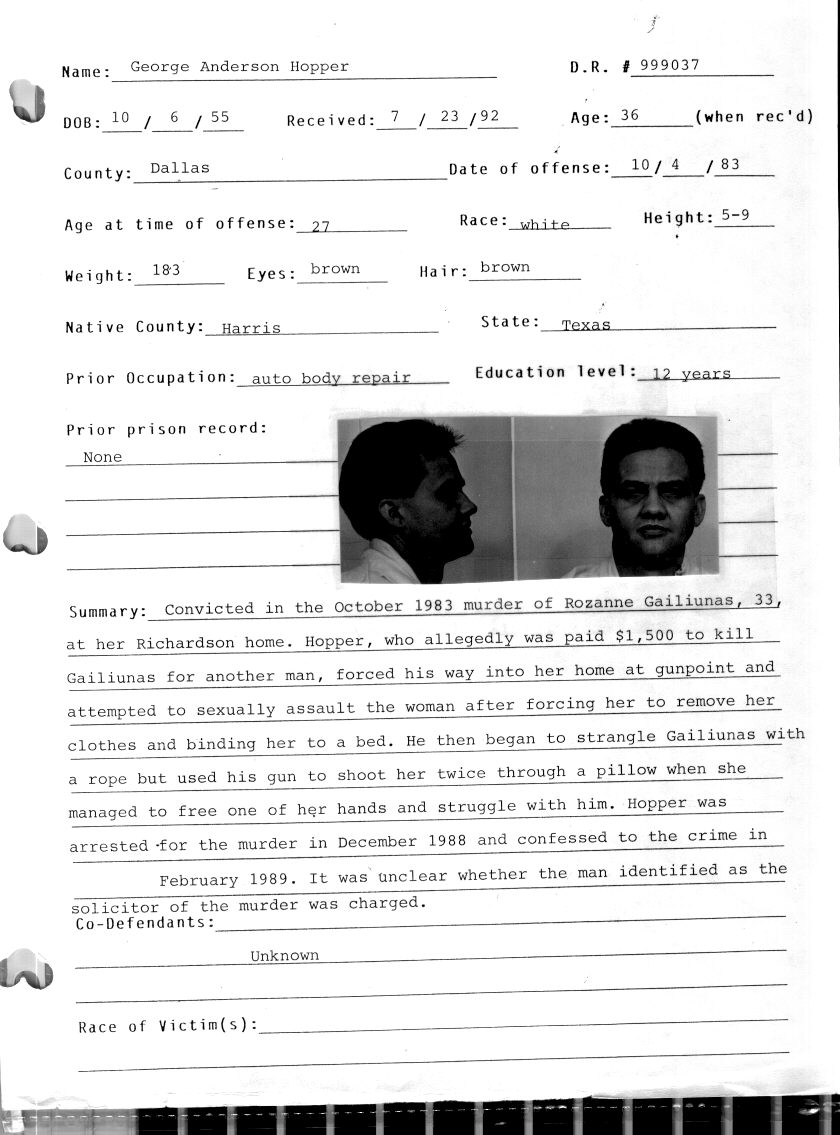 Name: George Anderson Hopper D.R. # 999037
DOB: 10 / 6 / 55 Received: 7 / 23 / 92 Age: 36 (when rec'd)
County: Dallas Date of offense: 10 / 4 / 83
Age at time of offense: 27 Race: white Height: 5-9
Weight: 183 Eyes: brown Hair: brown
Native County: Harris State: Texas
Prior Occupation: auto body repair Education level: 12 years
Prior prison record:
None
Summary: Convicted in the October 1983 murder of Rozanne Gailiunas, 33,
at her Richardson home. Hopper, who allegedly was paid $1,500 to kill
Gailiunas for another man, forced his way into her home at gunpoint and
attempted to sexually assault the woman after forcing her to remove her
clothes and binding her to a bed. He then began to strangle Gailiunas with
a rope but used his gun to shoot her twice through a pillow when she
managed to free one of her hands and struggle with him. Hopper was
arrested for the murder in December 1988 and confessed to the crime in
February 1989. It was unclear whether the man identified as the
solicitor of the murder was charged.
Co-Defendants:
Unknown
Race of Victim(s):